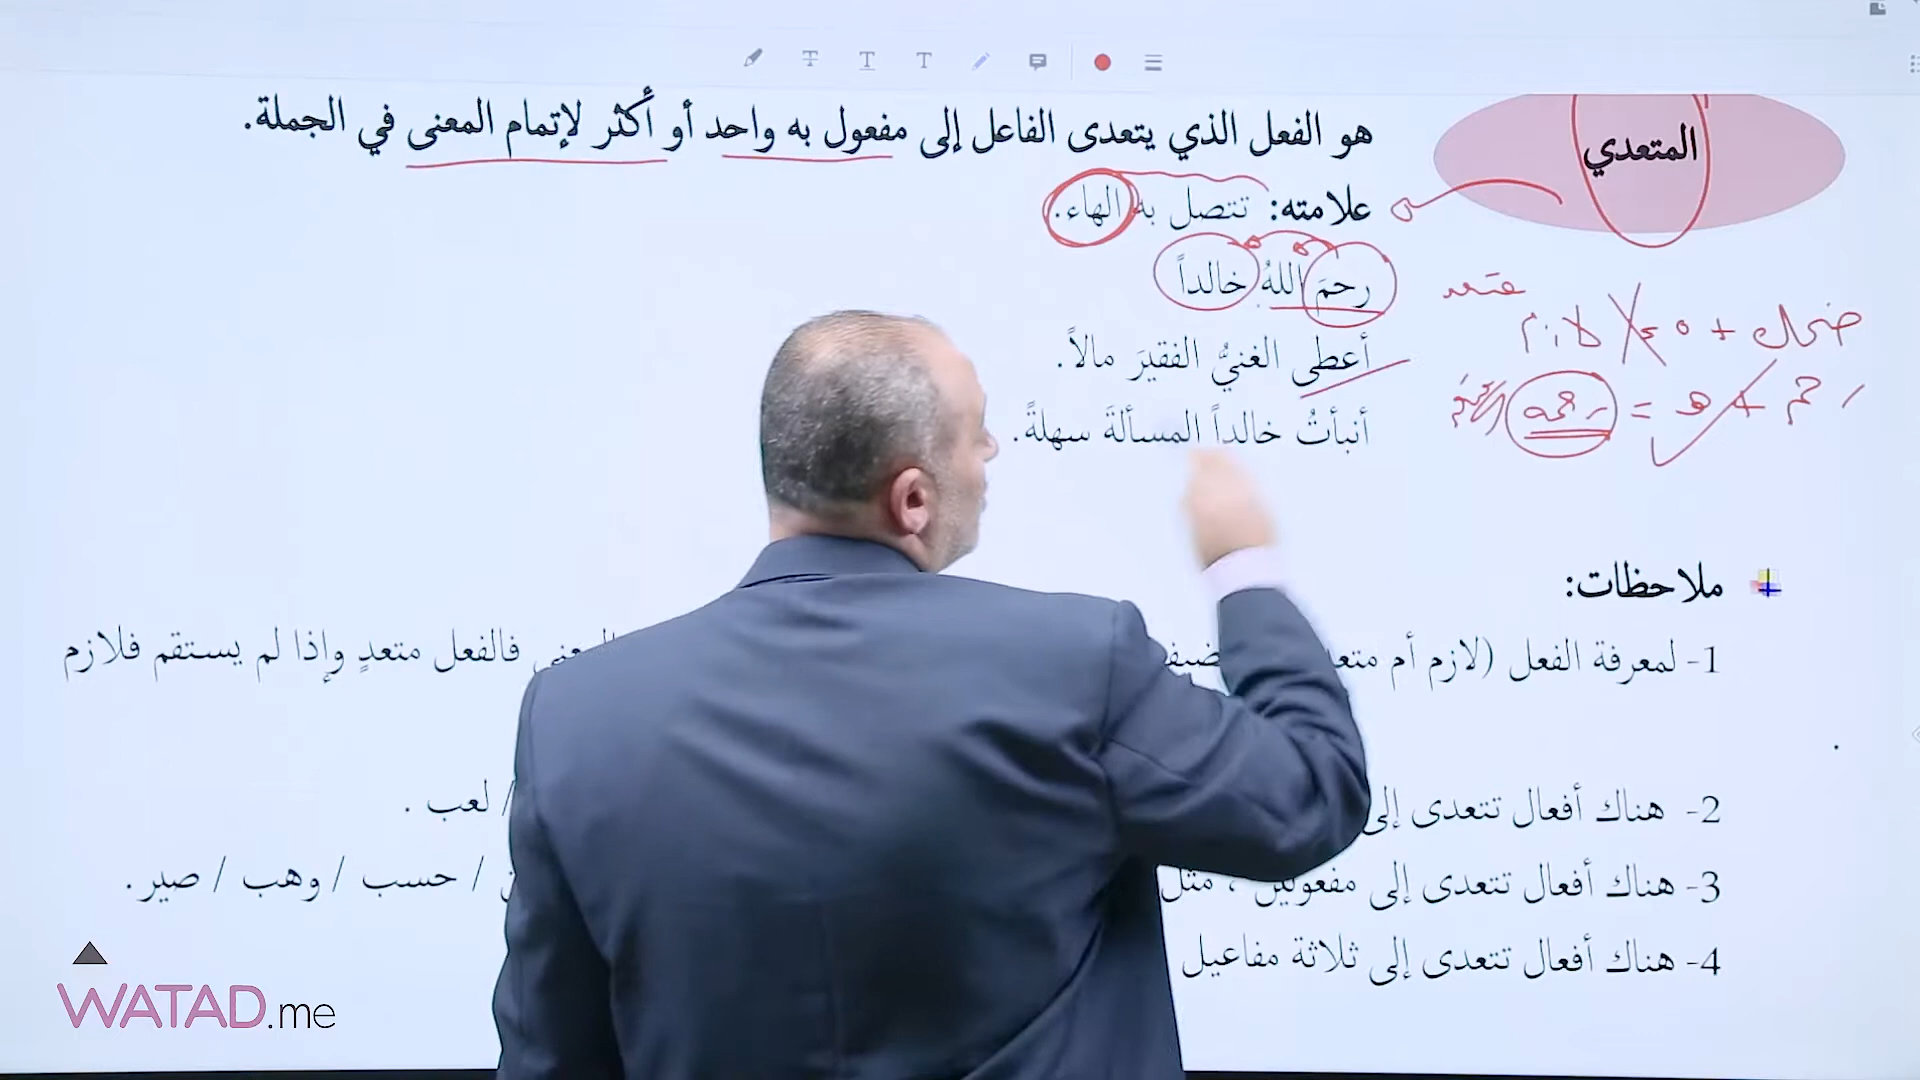 المتعدي
هو الفعل الذي يتعدى الفاعل إلى مفعول به واحد أو أكثر لإتمام المعنى في الجملة.
علامته: تتصل به الهاء.
رحمَ اللهُ خالداً
متعد
ضحك + ه لازم
أعطى الغنيُّ الفقيرَ مالاً.
رحم + ه = رحمه
أنبأتُ خالداً المسألةَ سهلةً.
ملاحظات:
1- لمعرفة الفعل (لازم أم فالفعل متعدٍ وإذا لم يستقم فلازم
.
2- هناك أفعال تتعدى إلى / لعب .
3- هناك أفعال تتعدى إلى مفعولين ، مثل / حسب / وهب / صير.
4- هناك أفعال تتعدى إلى ثلاثة مفاعيل
WATAD.me